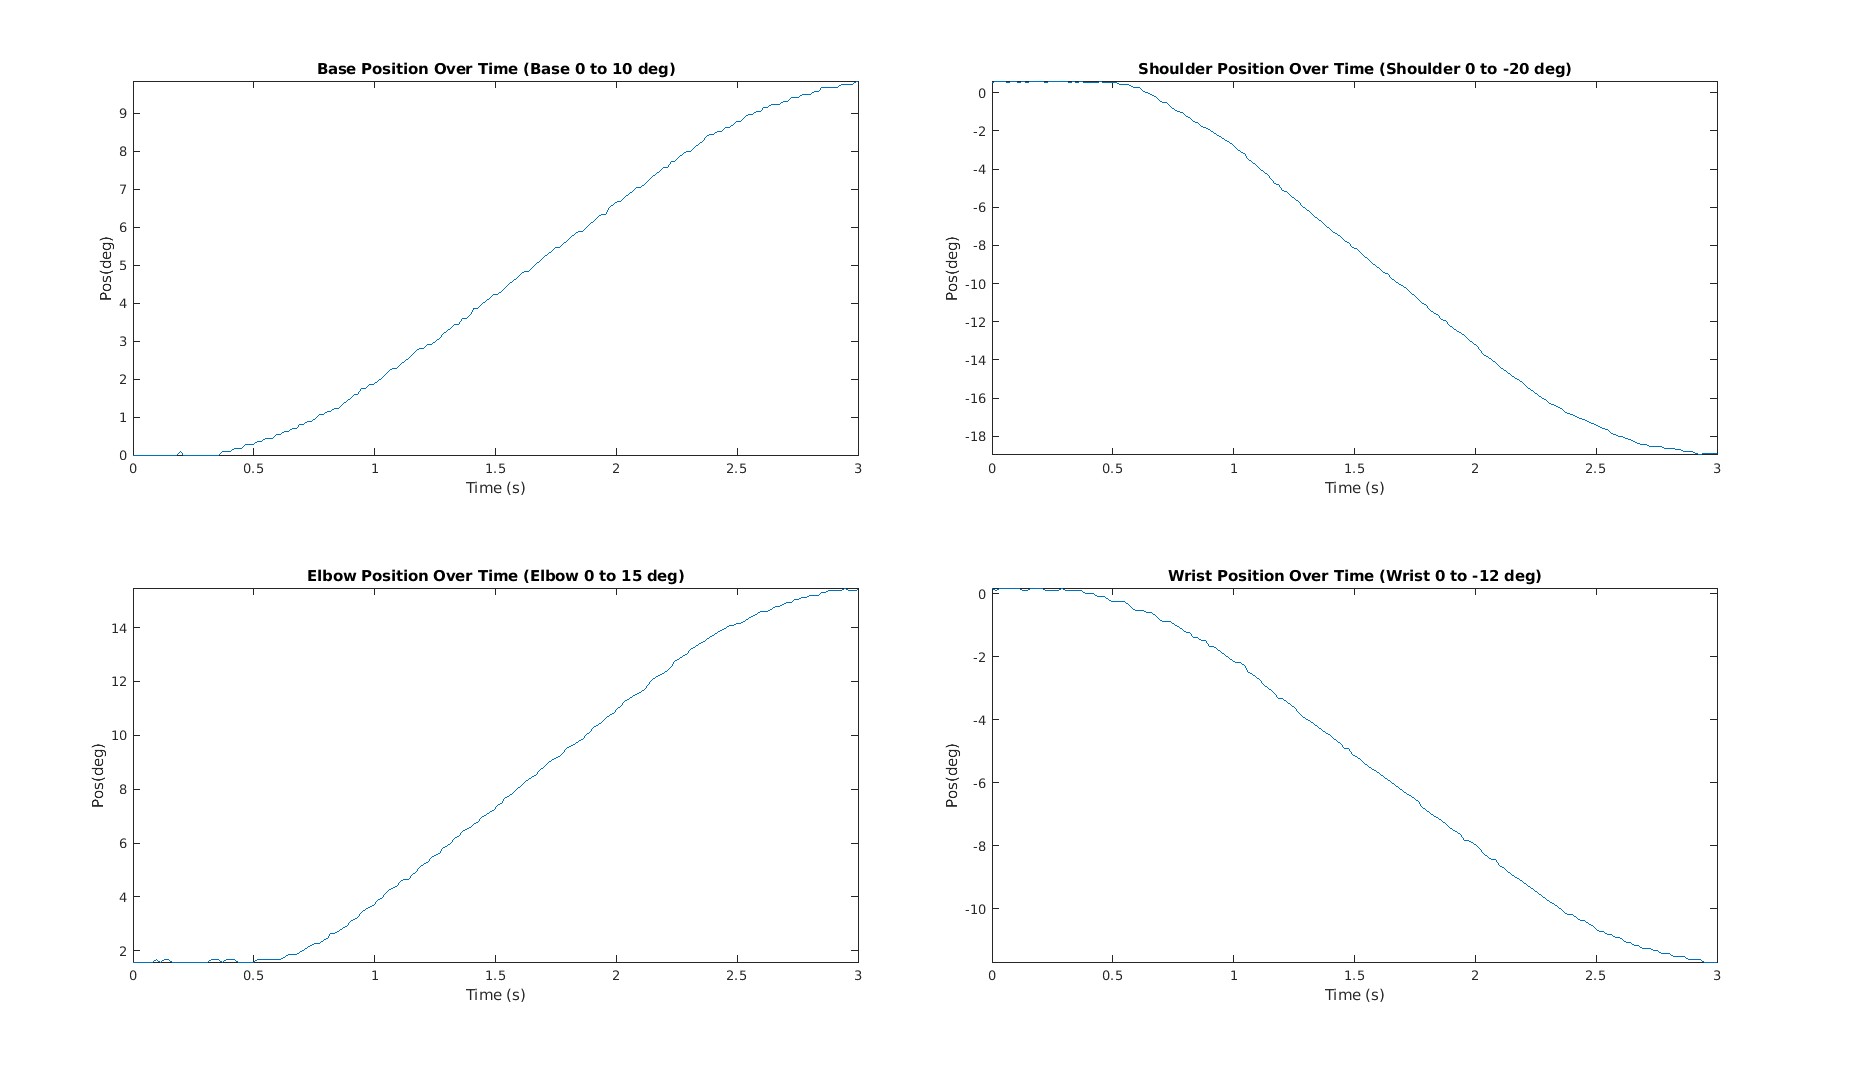 Base Position Over Time (Base 0 to 10 deg)
9
8
7
6
5
4
3
2
1
0
Pos(deg)
0 0.5 1 1.5 2 2.5 3
Time (s)
Shoulder Position Over Time (Shoulder 0 to -20 deg)
0
-2
-4
-6
-8
-10
-12
-14
-16
-18
Pos(deg)
0 0.5 1 1.5 2 2.5 3
Time (s)
Elbow Position Over Time (Elbow 0 to 15 deg)
14
12
10
8
6
4
2
Pos(deg)
0 0.5 1 1.5 2 2.5 3
Time (s)
Wrist Position Over Time (Wrist 0 to -12 deg)
0
-2
-4
-6
-8
-10
Pos(deg)
0 0.5 1 1.5 2 2.5 3
Time (s)